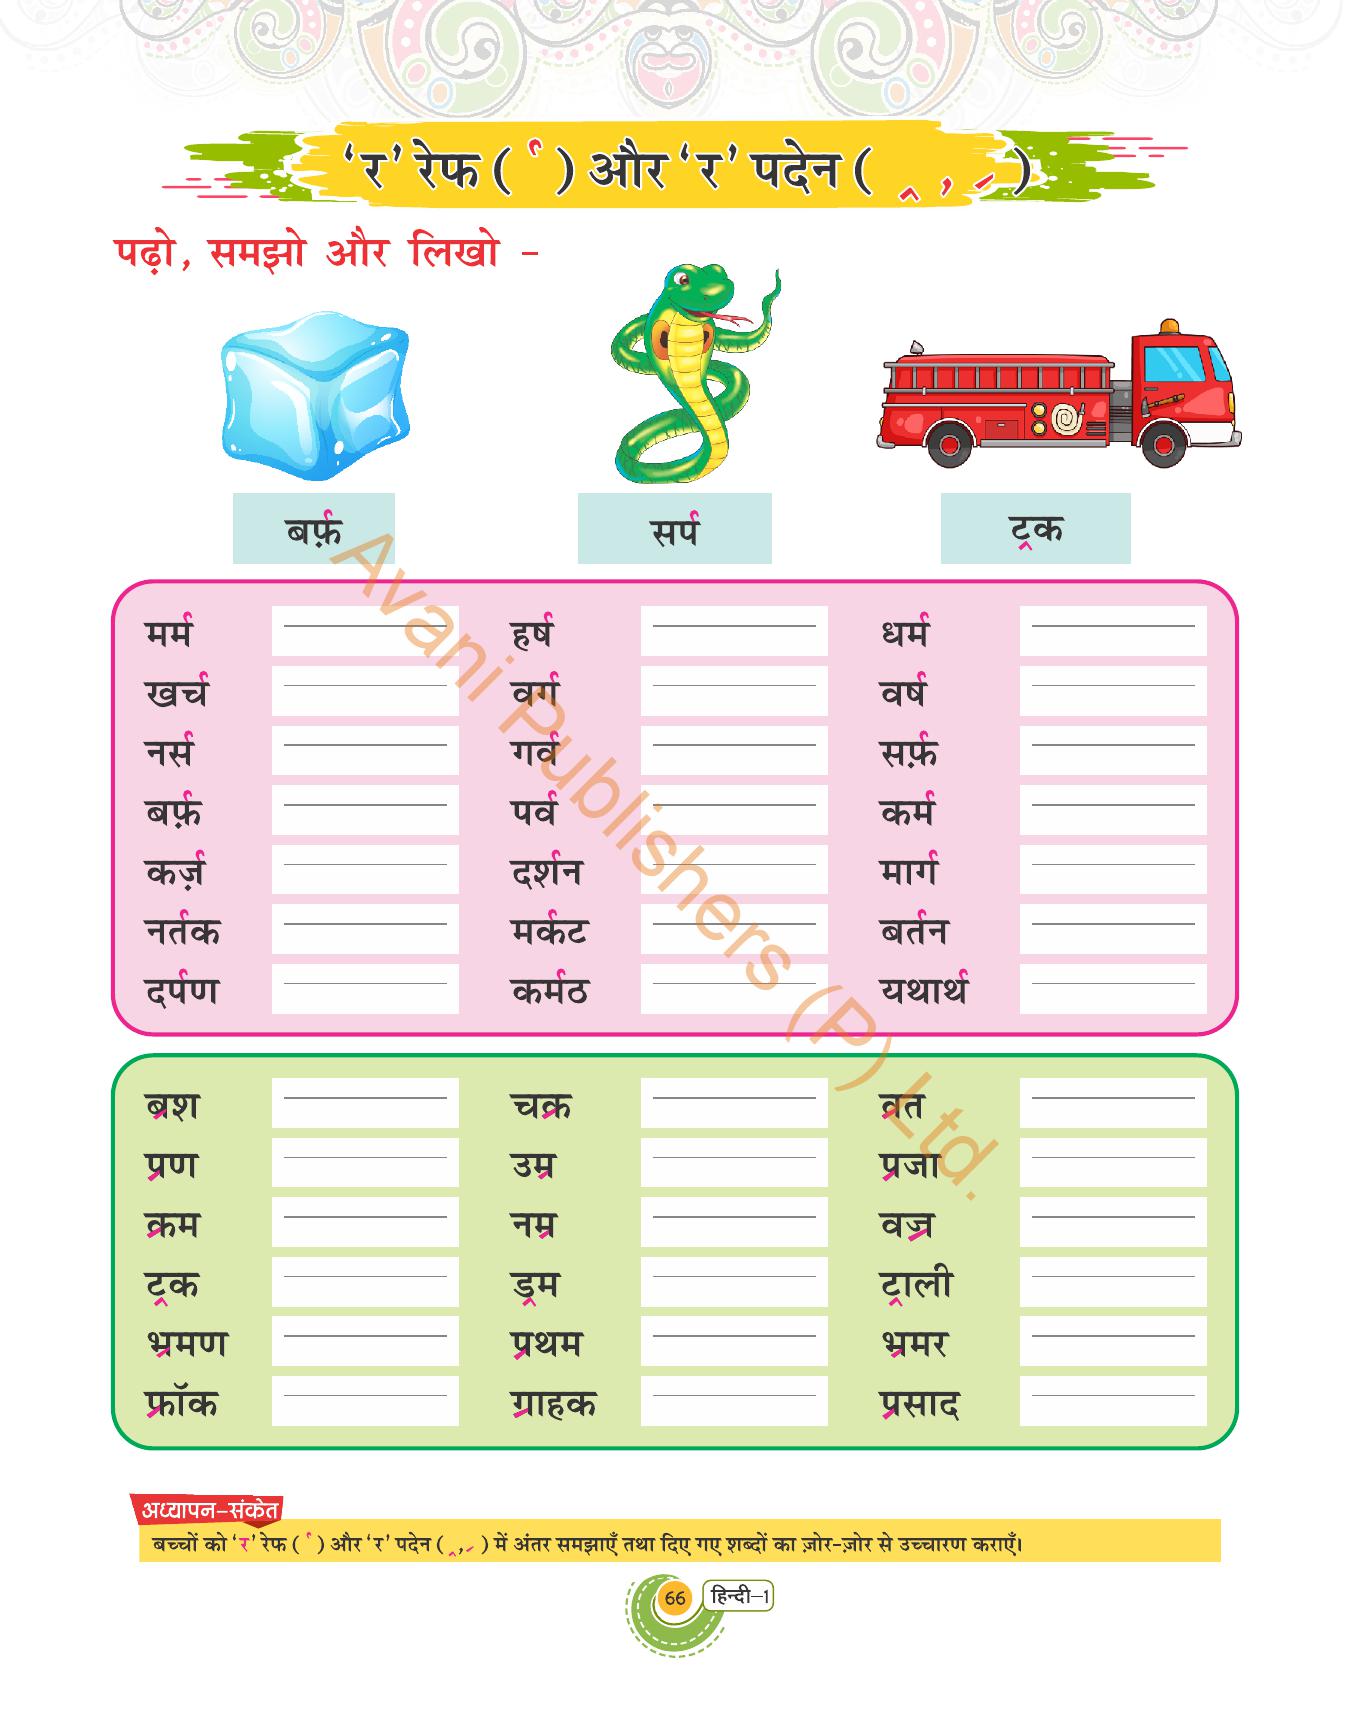 ‘र’ रेफ ( र्‍ ) और ‘र’ पदेन ( ्र , ्र )
पढ़ो, समझो और लिखो -
बर्फ़ सर्प ट्रक
मर्म हर्ष धर्म
खर्च वर्ग वर्ष
नर्स गर्व सर्फ़
बर्फ़ पर्व कर्म
कर्ज़ दर्शन मार्ग
नर्तक मर्कट बर्तन
दर्पण कर्मठ यथार्थ
ब्रश चक्र व्रत
प्रण उम्र प्रजा
क्रम नम्र वज्र
ट्रक ड्रम ट्राली
भ्रमण प्रथम भ्रमर
फ्रॉक ग्राहक प्रसाद
Avani Publishers (P) Ltd.
अध्यापन-संकेत
बच्चों को ‘र’ रेफ ( र्‍ ) और ‘र’ पदेन ( ्र , ्र ) में अंतर समझाएँ तथा दिए गए शब्दों का ज़ोर-ज़ोर से उच्चारण कराएँ।
66 हिन्दी-1